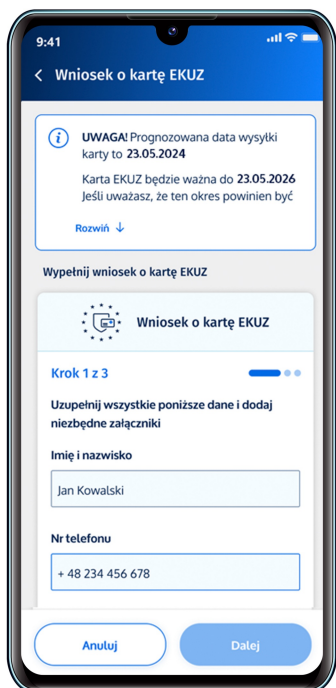 9:41
Wniosek o kartę EKUZ
UWAGA! Prognozowana data wysyłki
karty to 23.05.2024
Karta EKUZ będzie ważna do 23.05.2026
Jeśli uważasz, że ten okres powinien być
Rozwiń ↓
Wypełnij wniosek o kartę EKUZ
Wniosek o kartę EKUZ
Krok 1 z 3
Uzupełnij wszystkie poniższe dane i dodaj
niezbędne załączniki
Imię i nazwisko
Jan Kowalski
Nr telefonu
+ 48 234 456 678
Anuluj
Dalej